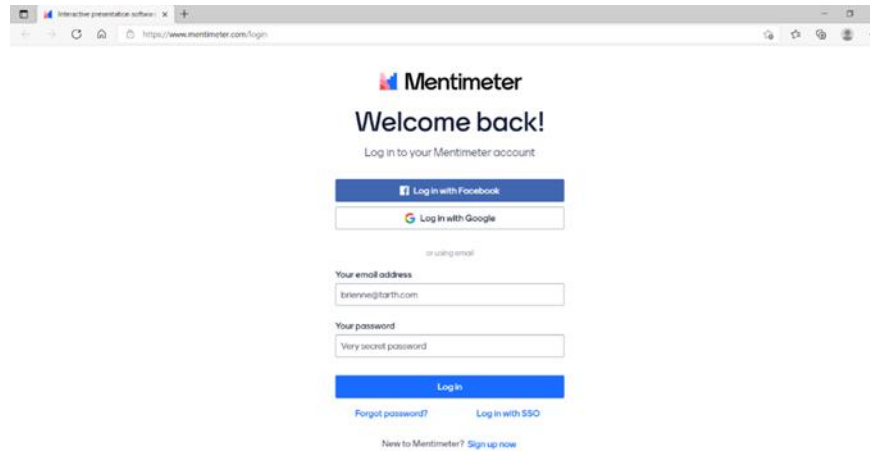 Interactive presentation software
https://www.mentimeter.com/login
Mentimeter
Welcome back!
Log in to your Mentimeter account
Log in with Facebook
Log in with Google
or using email
Your email address
brienne@tarth.com
Your password
Very secret password
Log in
Forgot password? Log in with SSO
New to Mentimeter? Sign up now